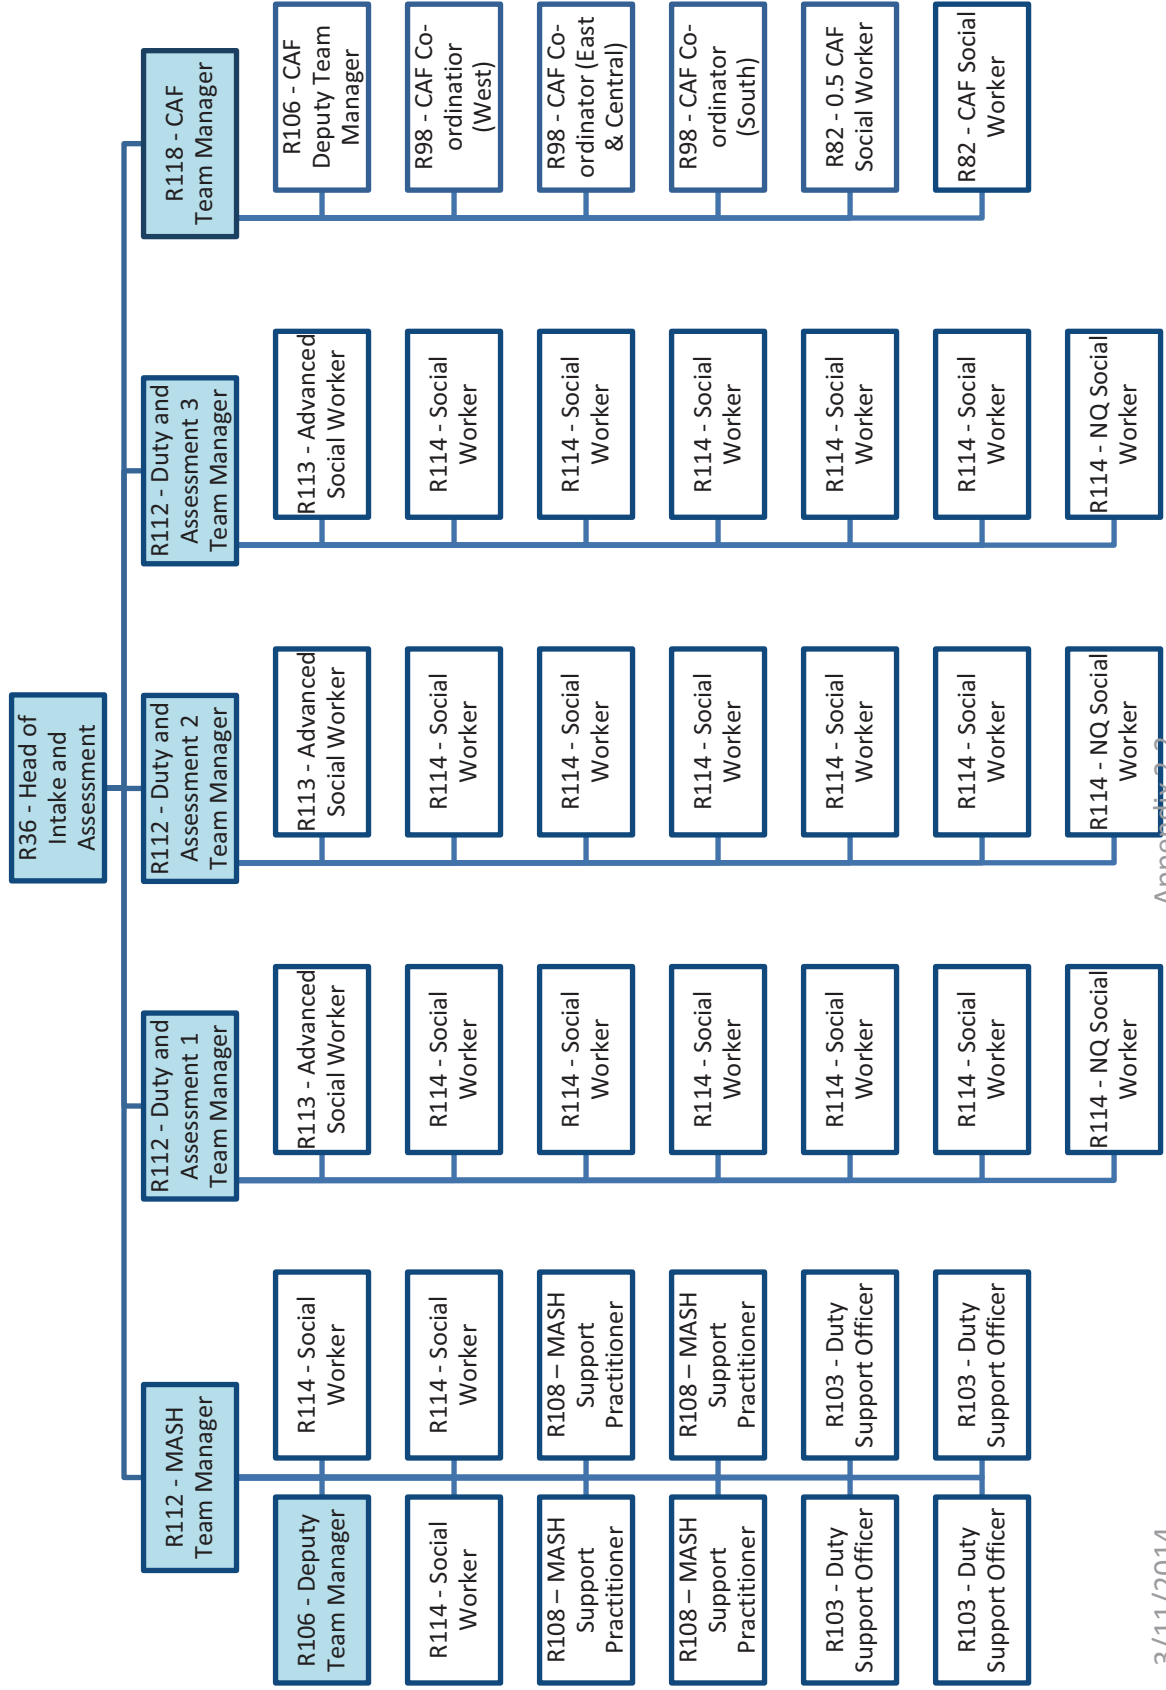 R36 - Head of
Intake and
Assessment
R112 - MASH
Team Manager
R106 - Deputy
Team Manager
R114 - Social
Worker
R114 - Social
Worker
R114 - Social
Worker
R108 – MASH
Support
Practitioner
R108 – MASH
Support
Practitioner
R108 – MASH
Support
Practitioner
R108 – MASH
Support
Practitioner
R103 - Duty
Support Officer
R103 - Duty
Support Officer
R103 - Duty
Support Officer
R103 - Duty
Support Officer
R112 - Duty and
Assessment 1
Team Manager
R113 - Advanced
Social Worker
R114 - Social
Worker
R114 - Social
Worker
R114 - Social
Worker
R114 - Social
Worker
R114 - Social
Worker
R114 - NQ Social
Worker
R112 - Duty and
Assessment 2
Team Manager
R113 - Advanced
Social Worker
R114 - Social
Worker
R114 - Social
Worker
R114 - Social
Worker
R114 - Social
Worker
R114 - Social
Worker
R114 - NQ Social
Worker
R112 - Duty and
Assessment 3
Team Manager
R113 - Advanced
Social Worker
R114 - Social
Worker
R114 - Social
Worker
R114 - Social
Worker
R114 - Social
Worker
R114 - Social
Worker
R114 - NQ Social
Worker
R118 - CAF
Team Manager
R106 - CAF
Deputy Team
Manager
R98 - CAF Co-
ordinatior
(West)
R98 - CAF Co-
ordinator (East
& Central)
R98 - CAF Co-
ordinator
(South)
R82 - 0.5 CAF
Social Worker
R82 - CAF Social
Worker
3/11/2014
Appendix